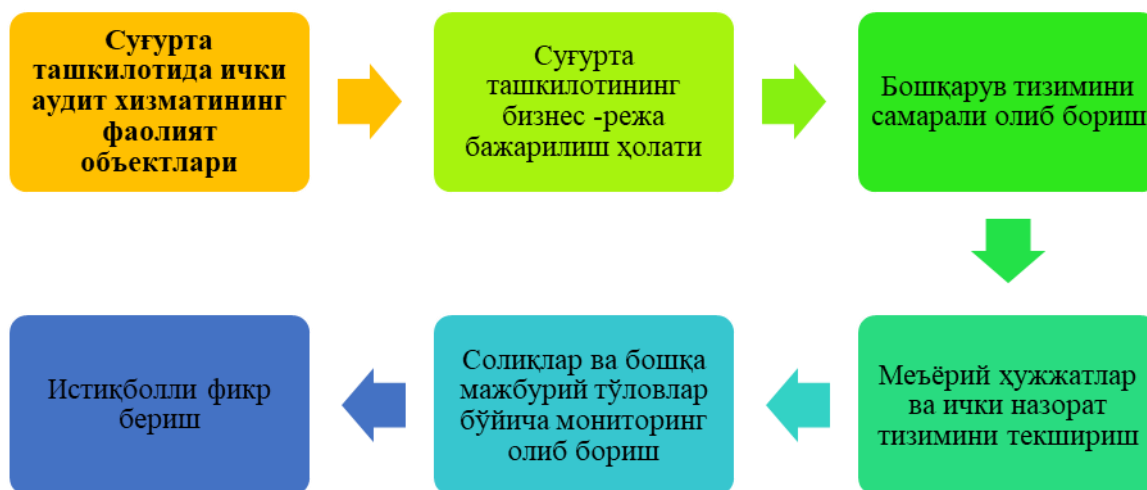 Суғурта
ташкилотида ички
аудит хизматининг
фаолият
объектлари
Суғурта
ташкилотининг
бизнес -режа
бажарилиш ҳолати
Бошқарув тизимини
самарали олиб бориш
Меъёрий ҳужжатлар
ва ички назорат
тизимини текшириш
Солиқлар ва бошқа
мажбурий тўловлар
бўйича мониторинг
олиб бориш
Истиқболли фикр
бериш